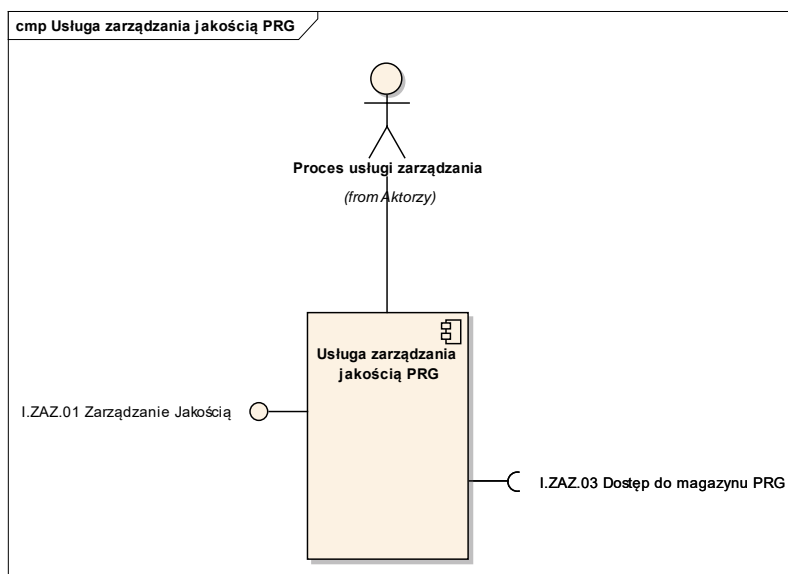 cmp Usługa zarządzania jakością PRG
Proces usługi zarządzania
(from Aktorzy)
Usługa zarządzania
jakością PRG
I.ZAZ.01 Zarządzanie Jakością
I.ZAZ.03 Dostęp do magazynu PRG